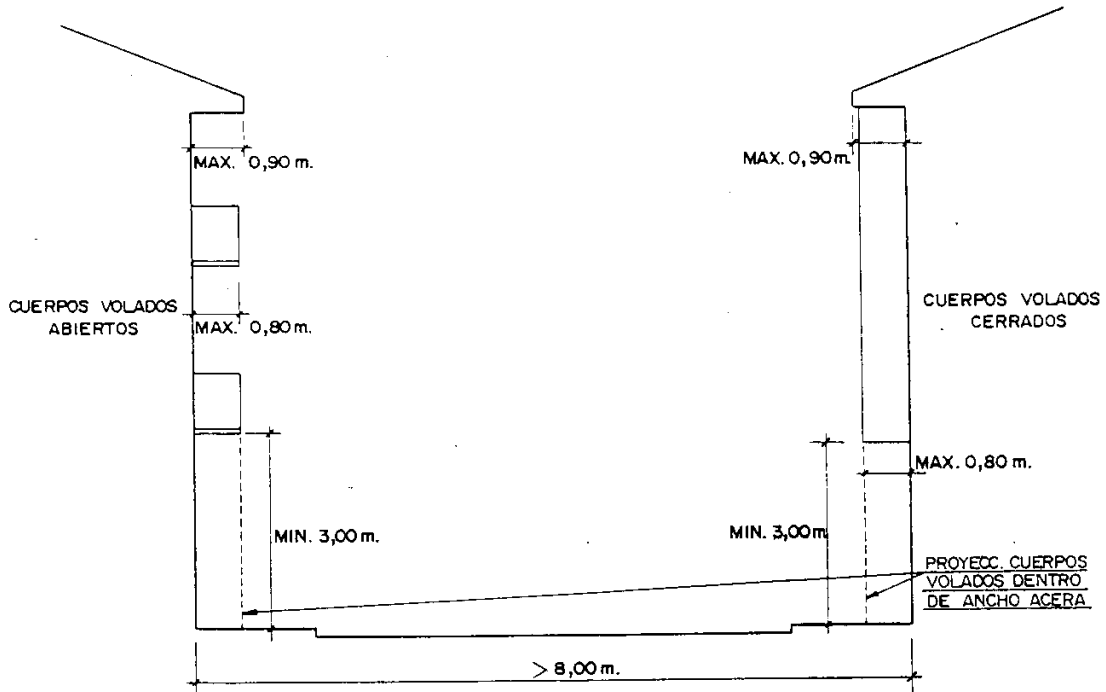 MAX. 0,90 m.
MAX. 0,90 m.
CUERPOS VOLADOS
ABIERTOS
MAX. 0,80 m.
CUERPOS VOLADOS
CERRADOS
MAX. 0,80 m.
MIN. 3,00 m.
MIN. 3,00 m
PROYECC. CUERPOS
VOLADOS DENTRO
DE ANCHO ACERA
> 8,00 m.